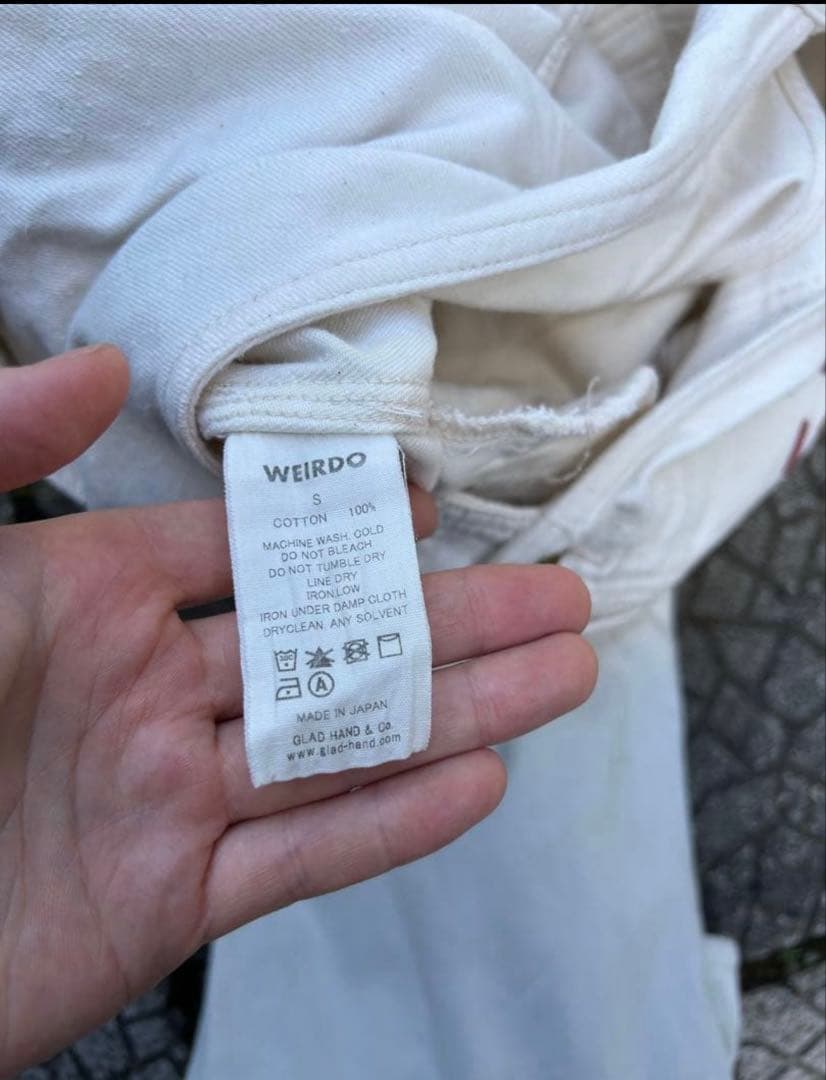 WEIRDO
S
COTTON 100%
MACHINE WASH. COLD
DO NOT BLEACH
DO NOT TUMBLE DRY
LINE DRY
IRON.LOW
IRON UNDER DAMP CLOTH
DRYCLEAN. ANY SOLVENT
A
MADE IN JAPAN
GLAD HAND & Co.
www.glad-hand.com